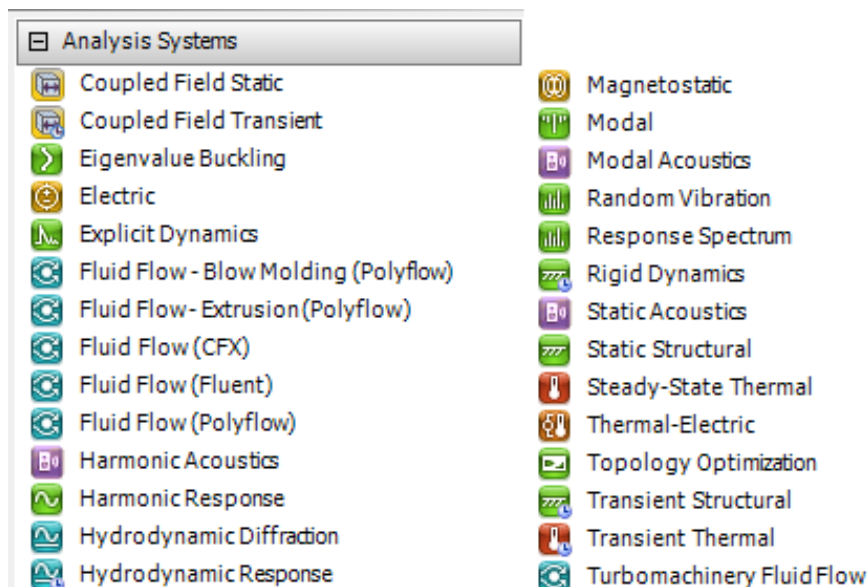 Analysis Systems
Coupled Field Static
Coupled Field Transient
Eigenvalue Buckling
Electric
Explicit Dynamics
Fluid Flow - Blow Molding (Polyflow)
Fluid Flow - Extrusion (Polyflow)
Fluid Flow (CFX)
Fluid Flow (Fluent)
Fluid Flow (Polyflow)
Harmonic Acoustics
Harmonic Response
Hydrodynamic Diffraction
Hydrodynamic Response
Magnetostatic
Modal
Modal Acoustics
Random Vibration
Response Spectrum
Rigid Dynamics
Static Acoustics
Static Structural
Steady-State Thermal
Thermal-Electric
Topology Optimization
Transient Structural
Transient Thermal
Turbomachinery Fluid Flow